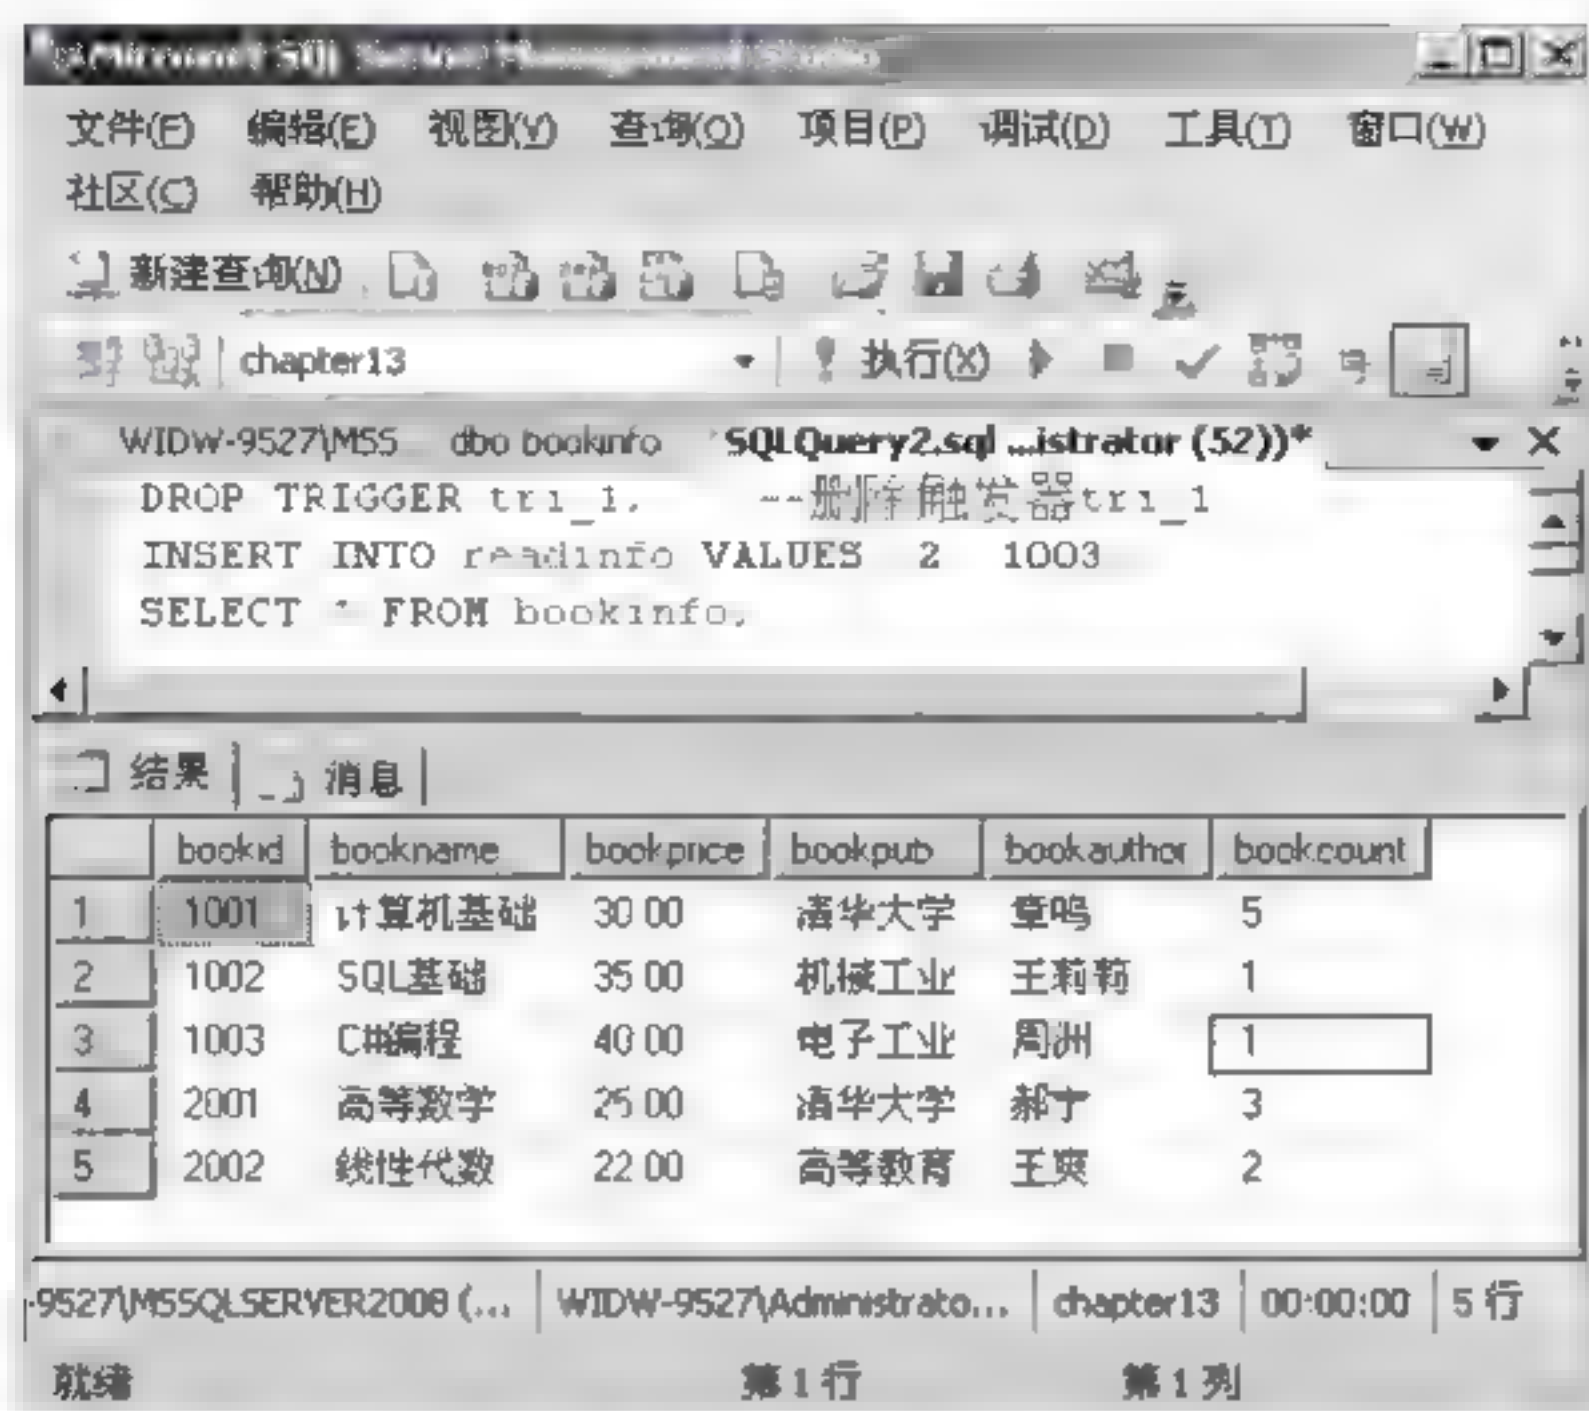 Microsoft SQL Server Management Studio
文件(F) 编辑(E) 视图(V) 查询(Q) 项目(P) 调试(D) 工具(T) 窗口(W)
社区(C) 帮助(H)
新建查询(N)
chapter13 执行(X)
WIDW-9527\MSS dbo bookinfo SQLQuery2.sql ...istrator (52))*
DROP TRIGGER tri_1; --删除触发器tri_1
INSERT INTO readinfo VALUES 2 1003
SELECT * FROM bookinfo;
结果 消息
bookid bookname bookprice bookpub bookauthor bookcount
1 1001 计算机基础 30 00 清华大学 章鸣 5
2 1002 SQL基础 35 00 机械工业 王莉莉 1
3 1003 C#编程 40 00 电子工业 周洲 1
4 2001 高等数学 25 00 清华大学 郝宁 3
5 2002 线性代数 22 00 高等教育 王爽 2
-9527\MSSQLSERVER2008 (... WIDW-9527\Administrato... chapter13 00:00:00 5 行
就绪 第 1 行 第 1 列